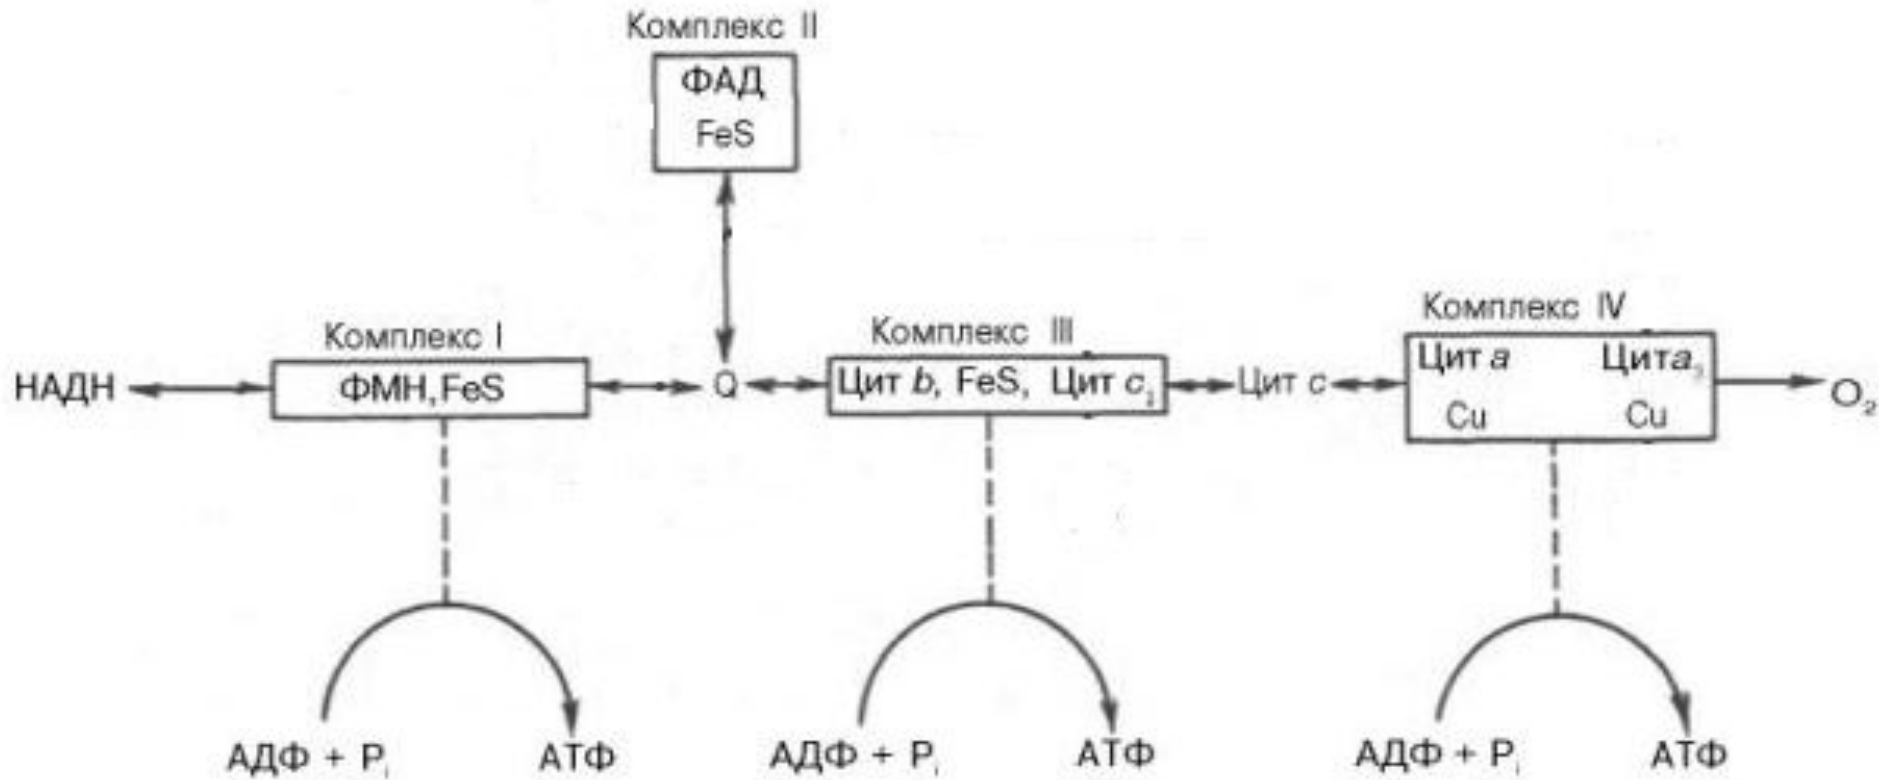 Комплекс II
ФАД
FeS
Комплекс I
Комплекс III
Комплекс IV
НАДН
ФМН, FeS
Q
Цит b, FeS, Цит c₁
Цит c
Цит a Цит a₃
Cu Cu
O₂
АДФ + Pᵢ АТФ
АДФ + Pᵢ АТФ
АДФ + Pᵢ АТФ